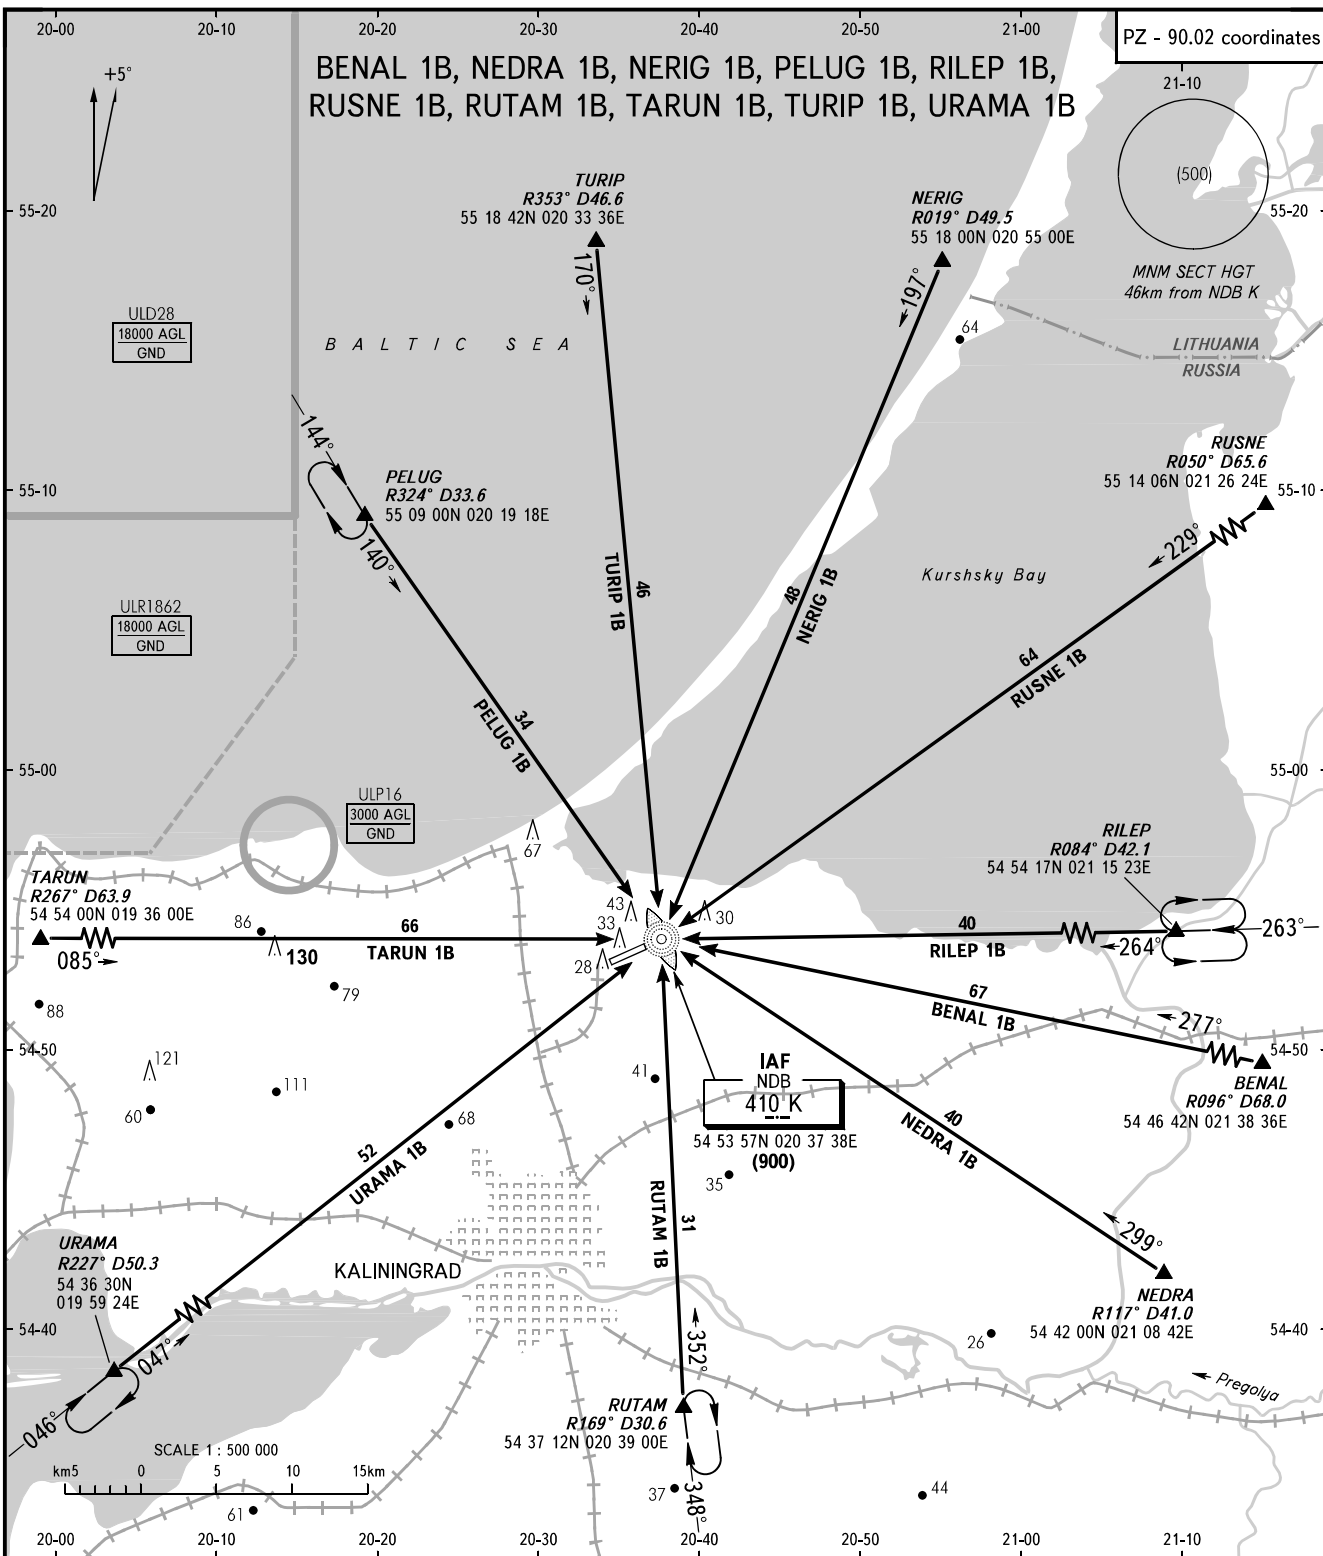 20-00 20-10 20-20 20-30 20-40 20-50 21-00
PZ - 90.02 coordinates
21-10
+5°
BENAL 1B, NEDRA 1B, NERIG 1B, PELUG 1B, RILEP 1B,
RUSNE 1B, RUTAM 1B, TARUN 1B, TURIP 1B, URAMA 1B
(500)
MNM SECT HGT
46km from NDB K
TURIP
R353° D46.6
55 18 42N 020 33 36E
170°
NERIG
R019° D49.5
55 18 00N 020 55 00E
197°
55-20
55-20
64
LITHUANIA
RUSSIA
ULD28
18000 AGL
GND
BALTIC SEA
144°
PELUG
R324° D33.6
55 09 00N 020 19 18E
140°
RUSNE
R050° D65.6
55 14 06N 021 26 24E
229°
55-10
55-10
Kurshsky Bay
46
TURIP 1B
48
NERIG 1B
64
RUSNE 1B
34
PELUG 1B
ULR1862
18000 AGL
GND
55-00
55-00
ULP16
3000 AGL
GND
67
TARUN
R267° D63.9
54 54 00N 019 36 00E
085°
66
TARUN 1B
86
130
79
88
43
33
28
30
RILEP
R084° D42.1
54 54 17N 021 15 23E
263°
264°
40
RILEP 1B
67
BENAL 1B
277°
BENAL
R096° D68.0
54 46 42N 021 38 36E
54-50
54-50
121
60
111
68
41
IAF
NDB
410 K
54 53 57N 020 37 38E
(900)
35
40
NEDRA 1B
299°
NEDRA
R117° D41.0
54 42 00N 021 08 42E
52
URAMA 1B
31
RUTAM 1B
URAMA
R227° D50.3
54 36 30N
019 59 24E
047°
046°
KALININGRAD
54-40
54-40
26
Pregolya
352°
RUTAM
R169° D30.6
54 37 12N 020 39 00E
348°
37
44
61
SCALE 1 : 500 000
km5 0 5 10 15km
20-00 20-10 20-20 20-30 20-40 20-50 21-00 21-10